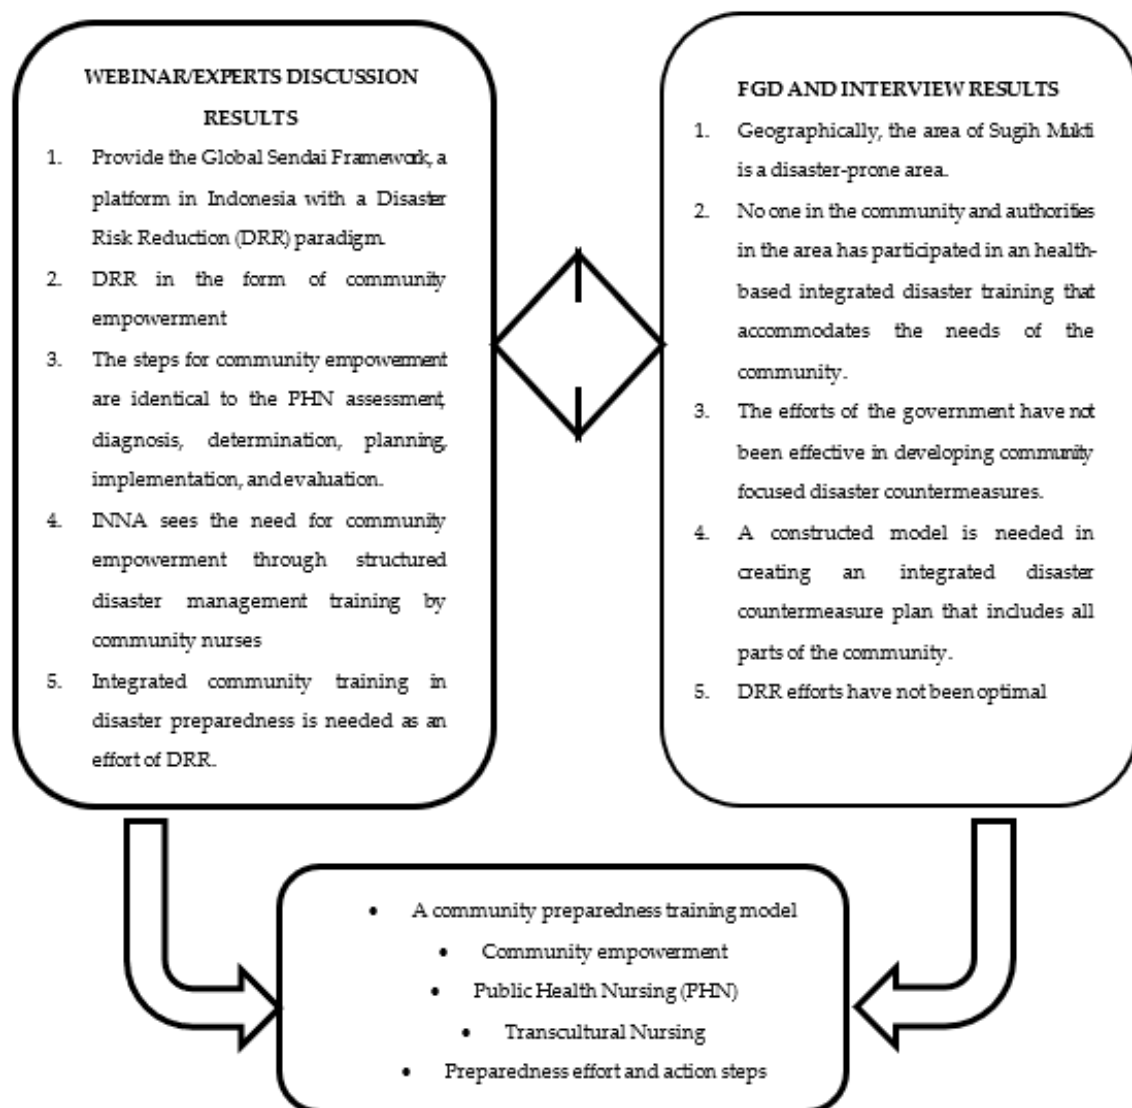 WEBINAR/EXPERTS DISCUSSION
RESULTS
1. Provide the Global Sendai Framework, a
platform in Indonesia with a Disaster
Risk Reduction (DRR) paradigm.
2. DRR in the form of community
empowerment
3. The steps for community empowerment
are identical to the PHN assessment,
diagnosis, determination, planning,
implementation, and evaluation.
4. INNA sees the need for community
empowerment through structured
disaster management training by
community nurses
5. Integrated community training in
disaster preparedness is needed as an
effort of DRR.
FGD AND INTERVIEW RESULTS
1. Geographically, the area of Sugih Mukti
is a disaster-prone area.
2. No one in the community and authorities
in the area has participated in an health-
based integrated disaster training that
accommodates the needs of the
community.
3. The efforts of the government have not
been effective in developing community
focused disaster countermeasures.
4. A constructed model is needed in
creating an integrated disaster
countermeasure plan that includes all
parts of the community.
5. DRR efforts have not been optimal
• A community preparedness training model
• Community empowerment
• Public Health Nursing (PHN)
• Transcultural Nursing
• Preparedness effort and action steps